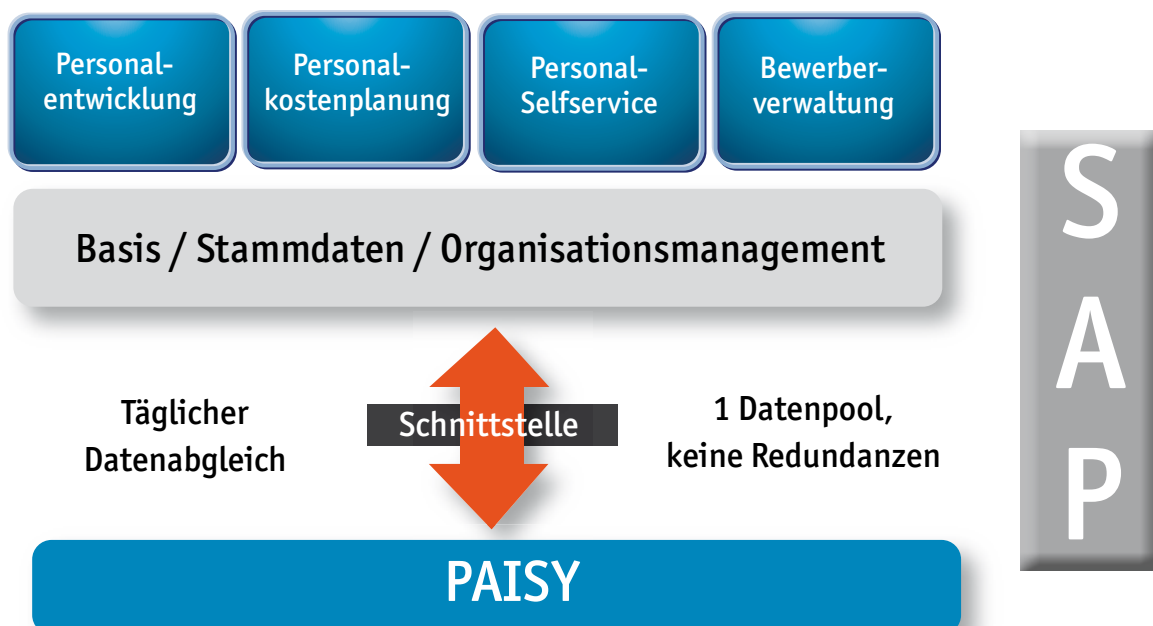 Personal-
entwicklung
Personal-
kostenplanung
Personal-
Selfservice
Bewerber-
verwaltung
Basis / Stammdaten / Organisationsmanagement
Täglicher
Datenabgleich
Schnittstelle
1 Datenpool,
keine Redundanzen
PAISY
SAP